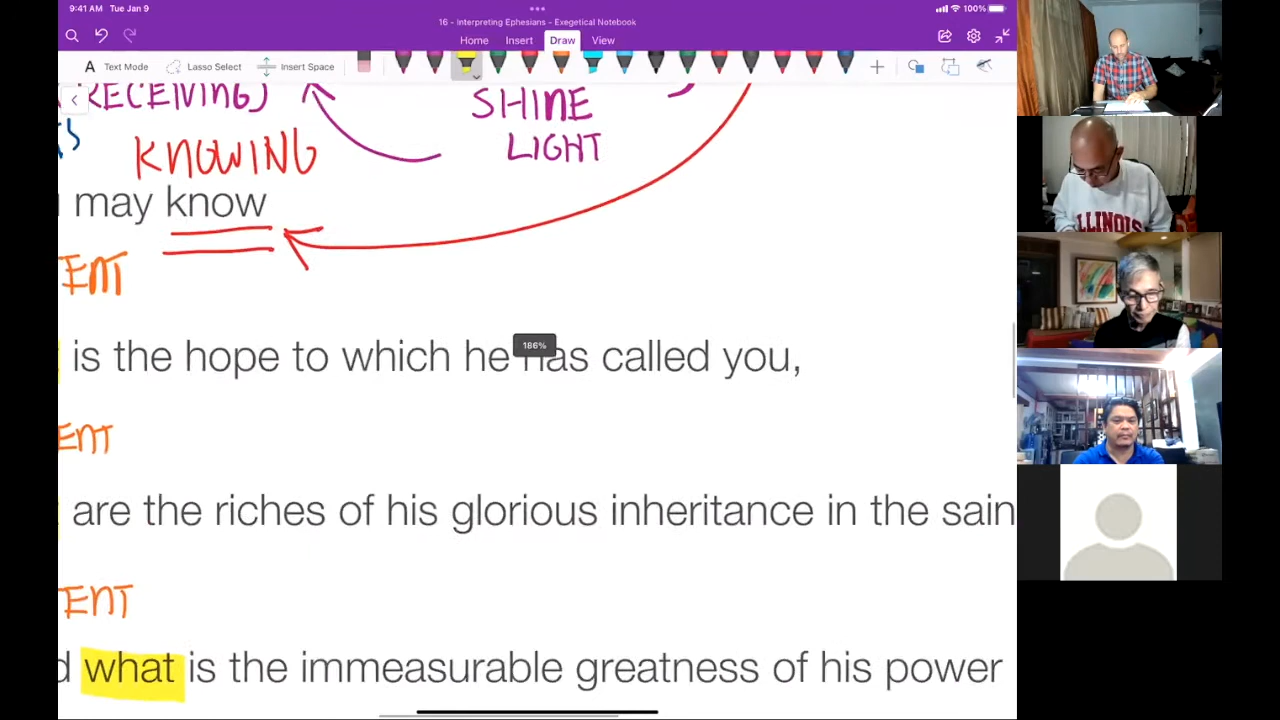 9:41 AM Tue Jan 9
100%
16 - Interpreting Ephesians - Exegetical Notebook
Home Insert Draw View
A Text Mode Lasso Select Insert Space
RECEIVING)
SHINE
LIGHT
KNOWING
may know
ENT
186%
is the hope to which he has called you,
ENT
are the riches of his glorious inheritance in the sain
TENT
d what is the immeasurable greatness of his power
ILLINOIS